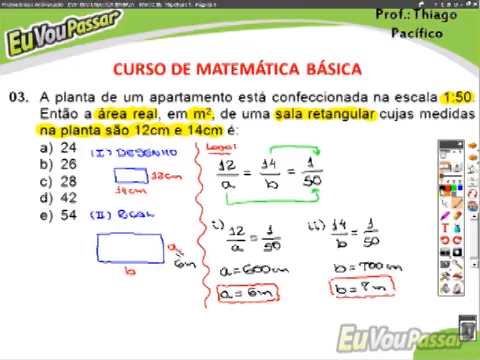 EuVouPassar
Prof.: Thiago
Pacífico
CURSO DE MATEMÁTICA BÁSICA
03. A planta de um apartamento está confeccionada na escala 1:50.
Então a área real, em m², de uma sala retangular cujas medidas
na planta são 12cm e 14cm é:
a) 24
b) 26
c) 28
d) 42
e) 54
(I) DESENHO
12cm
14cm
(II) REAL
a
6m
b
Logo:
12/a = 14/b = 1/50
i) 12/a = 1/50
a = 600cm
a = 6m
ii) 14/b = 1/50
b = 700cm
b = 7m
EuVouPassar